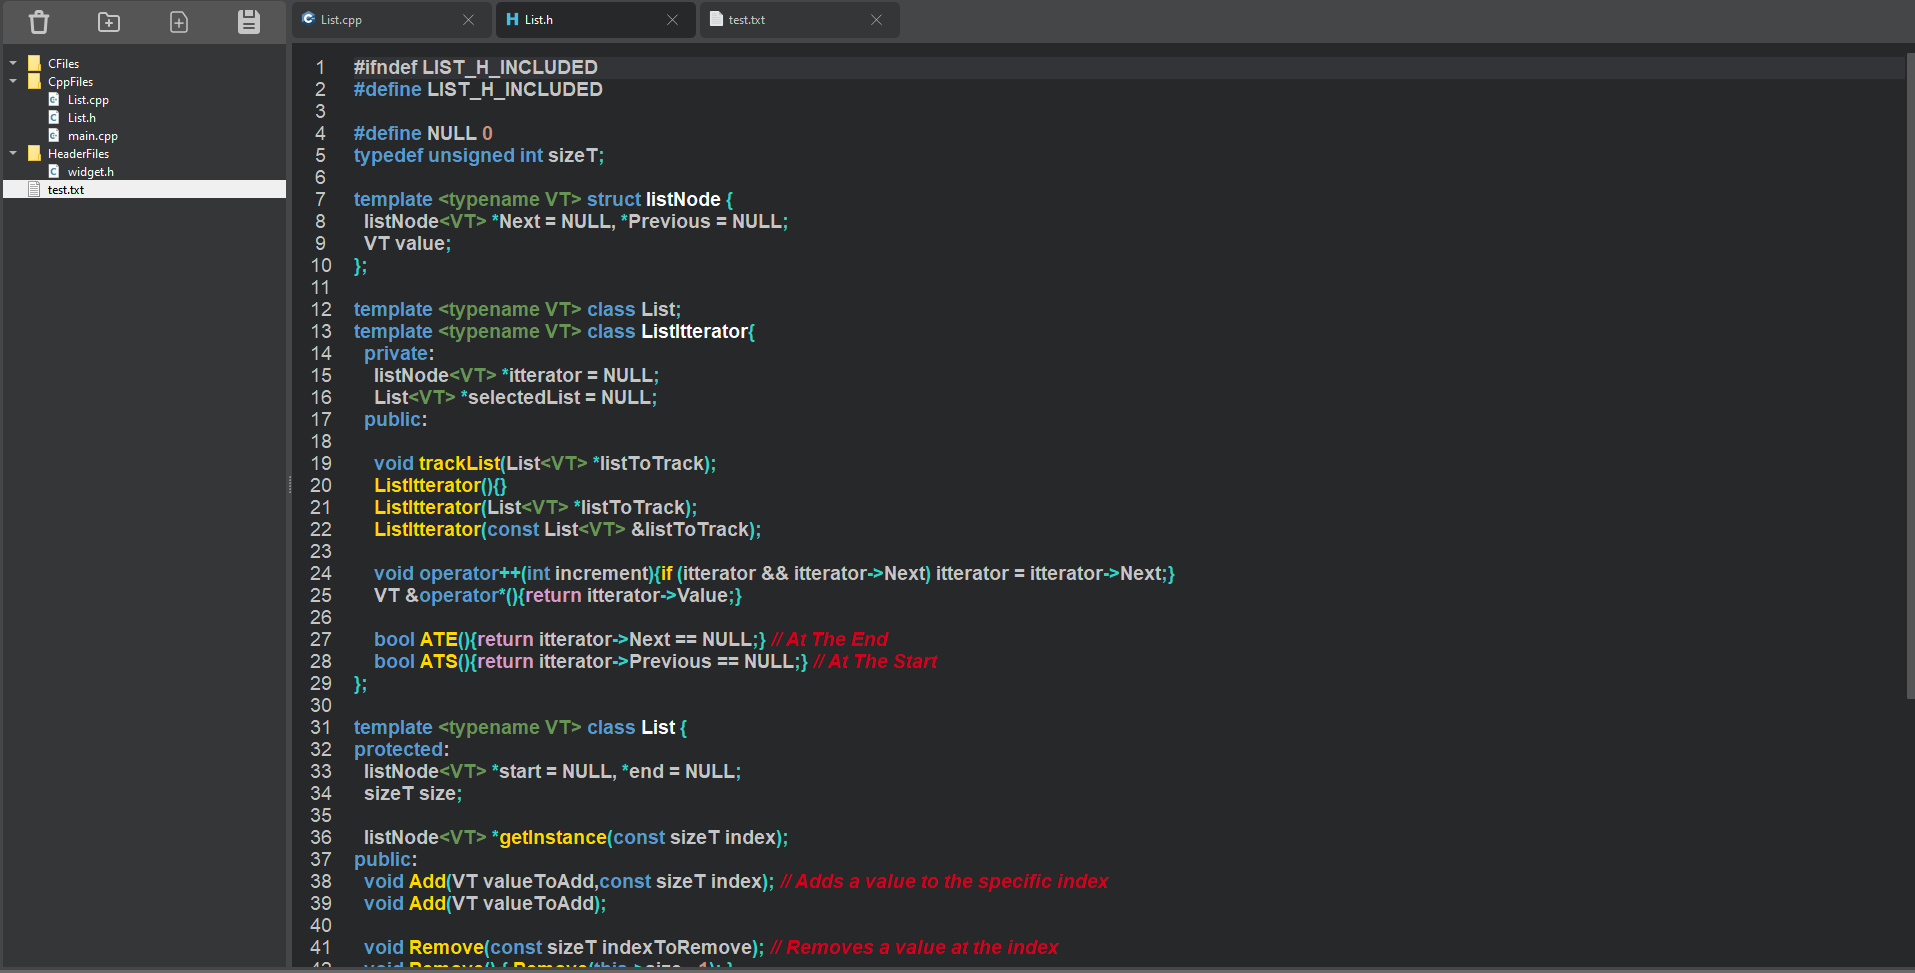 List.cpp
List.h
test.txt
CFiles
CppFiles
List.cpp
List.h
main.cpp
HeaderFiles
widget.h
test.txt
1 #ifndef LIST_H_INCLUDED
2 #define LIST_H_INCLUDED
3
4 #define NULL 0
5 typedef unsigned int sizeT;
6
7 template <typename VT> struct listNode {
8 listNode<VT> *Next = NULL, *Previous = NULL;
9 VT value;
10 };
11
12 template <typename VT> class List;
13 template <typename VT> class ListItterator{
14 private:
15 listNode<VT> *itterator = NULL;
16 List<VT> *selectedList = NULL;
17 public:
18
19 void trackList(List<VT> *listToTrack);
20 ListItterator(){}
21 ListItterator(List<VT> *listToTrack);
22 ListItterator(const List<VT> &listToTrack);
23
24 void operator++(int increment){if (itterator && itterator->Next) itterator = itterator->Next;}
25 VT &operator*(){return itterator->Value;}
26
27 bool ATE(){return itterator->Next == NULL;} // At The End
28 bool ATS(){return itterator->Previous == NULL;} // At The Start
29 };
30
31 template <typename VT> class List {
32 protected:
33 listNode<VT> *start = NULL, *end = NULL;
34 sizeT size;
35
36 listNode<VT> *getInstance(const sizeT index);
37 public:
38 void Add(VT valueToAdd,const sizeT index); // Adds a value to the specific index
39 void Add(VT valueToAdd);
40
41 void Remove(const sizeT indexToRemove); // Removes a value at the index